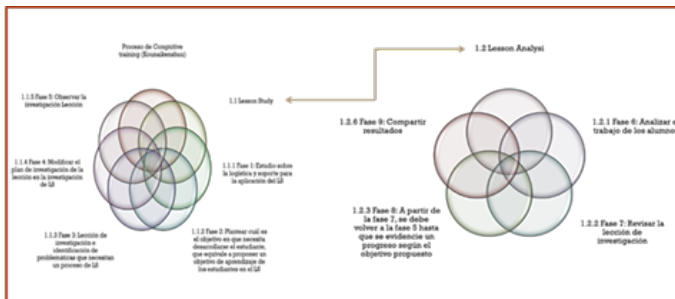 Proceso de Congnictive
training (Kounaikenshuu)
1.1 Lesson Study
1.1.1 Fase 1: Estudio sobre
la logística y soporte para
la aplicación del LS
1.1.2 Fase 2: Plantear cuál es
el objetivo en que necesita
desarrollar el estudiante,
que equivale a proponer un
objetivo de aprendizaje de
los estudiantes en el LS
1.1.3 Fase 3: Lección de
investigación e
identificación de
problemáticas que necesitan
un proceso de LS
1.1.4 Fase 4: Modificar el
plan de investigación de la
lección en la investigación
de LS
1.1.5 Fase 5: Observar la
investigación Lección
1.2 Lesson Analysi
1.2.1 Fase 6: Analizar e
trabajo de los alumno
1.2.2 Fase 7: Revisar la
lección de
investigación
1.2.3 Fase 8: A partir de
la fase 7, se debe
volver a la fase 5 hasta
que se evidencie un
progreso según el
objetivo propuesto
1.2.6 Fase 9: Compartir
resultados